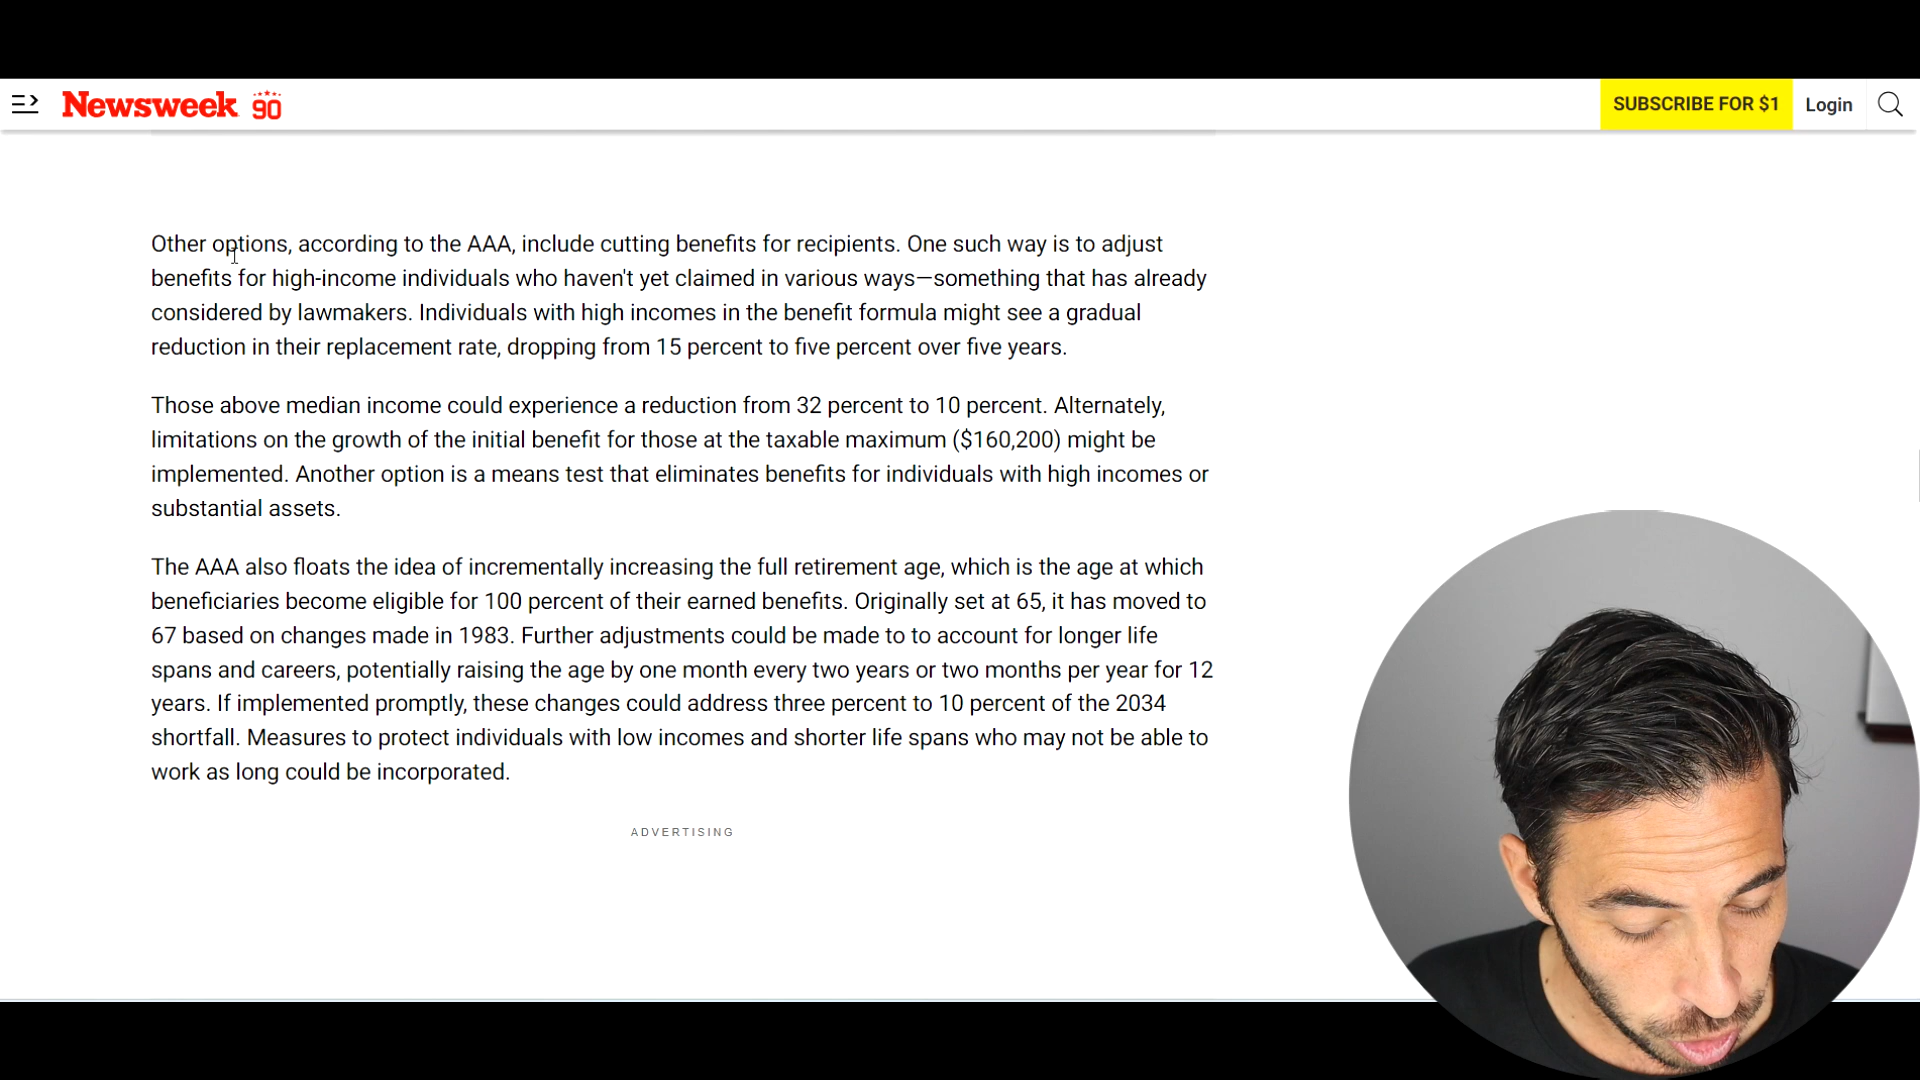 Newsweek 90
SUBSCRIBE FOR $1
Login
Other options, according to the AAA, include cutting benefits for recipients. One such way is to adjust
benefits for high-income individuals who haven't yet claimed in various ways—something that has already
considered by lawmakers. Individuals with high incomes in the benefit formula might see a gradual
reduction in their replacement rate, dropping from 15 percent to five percent over five years.
Those above median income could experience a reduction from 32 percent to 10 percent. Alternately,
limitations on the growth of the initial benefit for those at the taxable maximum ($160,200) might be
implemented. Another option is a means test that eliminates benefits for individuals with high incomes or
substantial assets.
The AAA also floats the idea of incrementally increasing the full retirement age, which is the age at which
beneficiaries become eligible for 100 percent of their earned benefits. Originally set at 65, it has moved to
67 based on changes made in 1983. Further adjustments could be made to to account for longer life
spans and careers, potentially raising the age by one month every two years or two months per year for 12
years. If implemented promptly, these changes could address three percent to 10 percent of the 2034
shortfall. Measures to protect individuals with low incomes and shorter life spans who may not be able to
work as long could be incorporated.
ADVERTISING